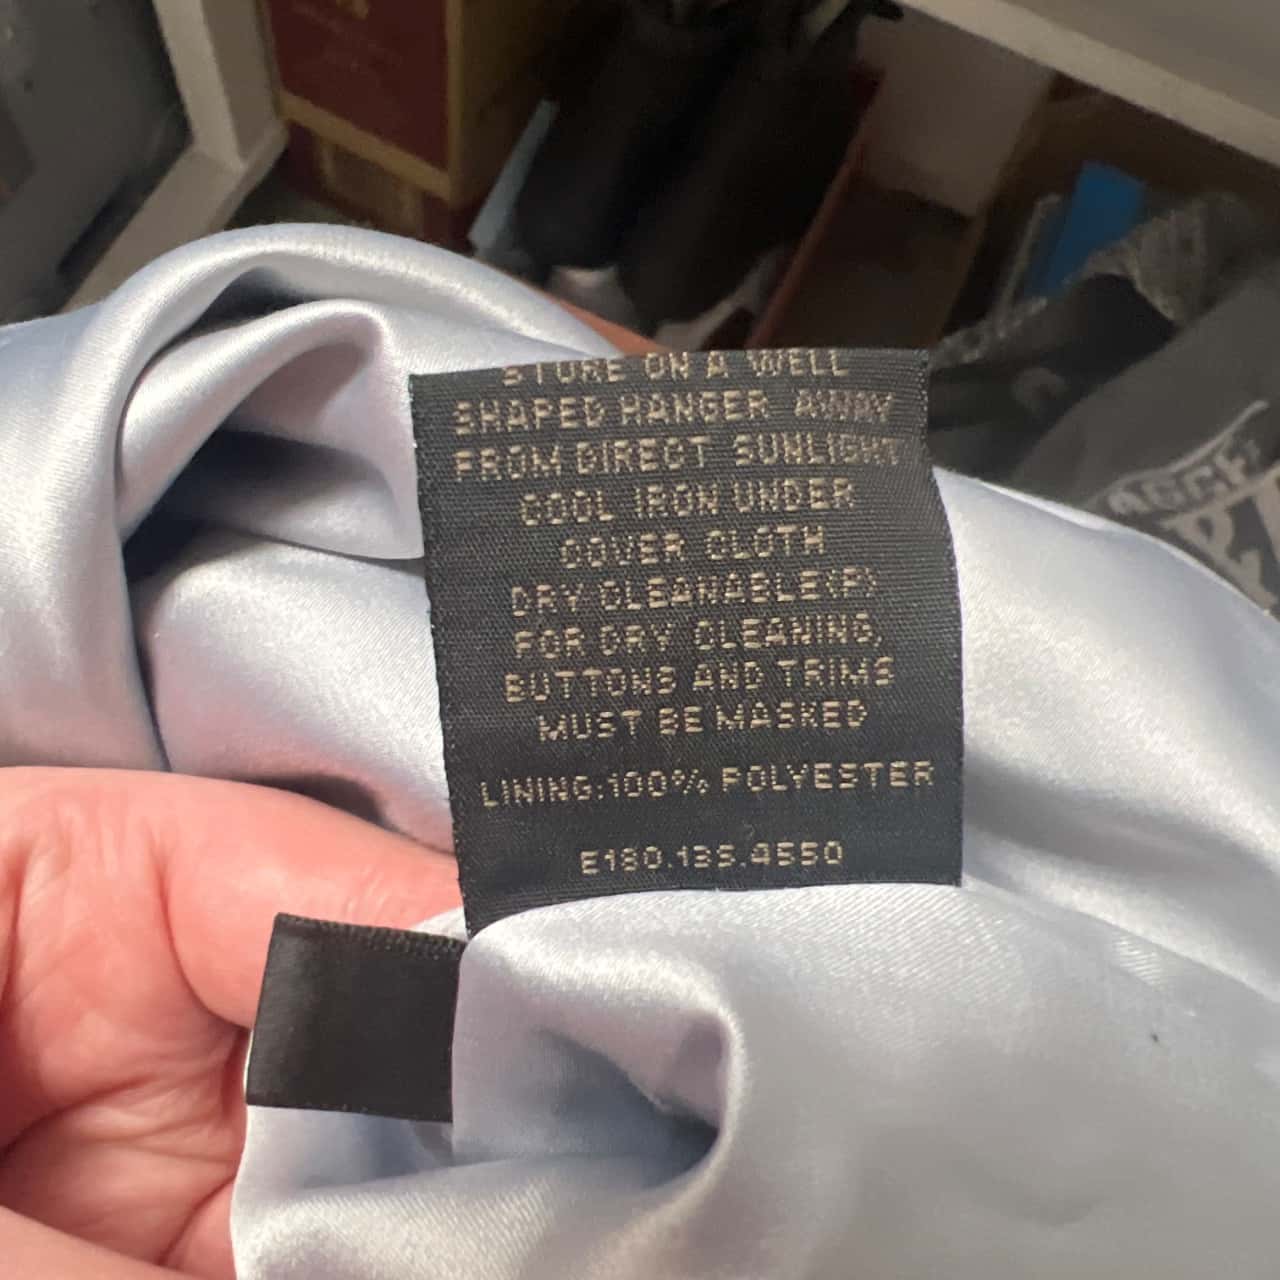 STORE ON A WELL
SHAPED HANGER AWAY
FROM DIRECT SUNLIGHT
COOL IRON UNDER
COVER CLOTH
DRY CLEANABLE(P)
FOR DRY CLEANING,
BUTTONS AND TRIMS
MUST BE MASKED
LINING:100% POLYESTER
E180.135.4550